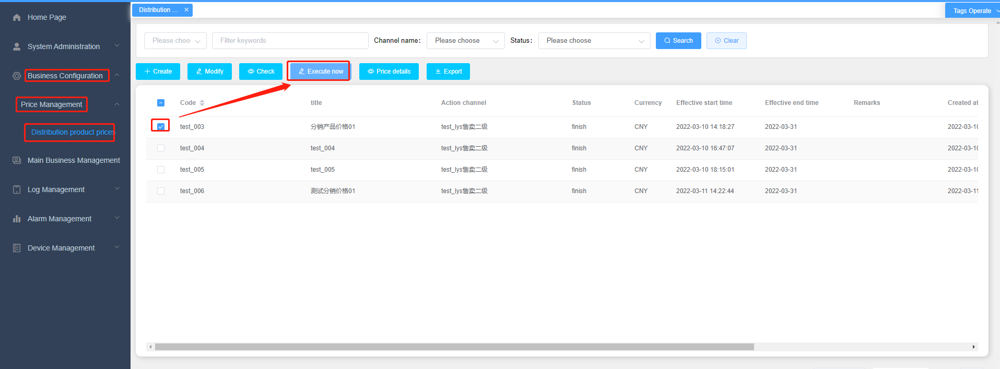 Home Page
System Administration
Business Configuration
Price Management
Distribution product prices
Main Business Management
Log Management
Alarm Management
Device Management
Distribution ...
Tags Operate
Please choo
Filter keywords
Channel name:
Please choose
Status:
Please choose
Search
Clear
Create
Modify
Check
Execute now
Price details
Export
Code title Action channel Status Currency Effective start time Effective end time Remarks Created at
test_003 分销产品价格01 test_lys售卖二级 finish CNY 2022-03-10 14:18:27 2022-03-31 2022-03-10
test_004 test_004 test_lys售卖二级 finish CNY 2022-03-10 16:47:07 2022-03-31 2022-03-10
test_005 test_005 test_lys售卖二级 finish CNY 2022-03-10 18:15:01 2022-03-31 2022-03-10
test_006 测试分销价格01 test_lys售卖二级 finish CNY 2022-03-11 14:22:44 2022-03-31 2022-03-11